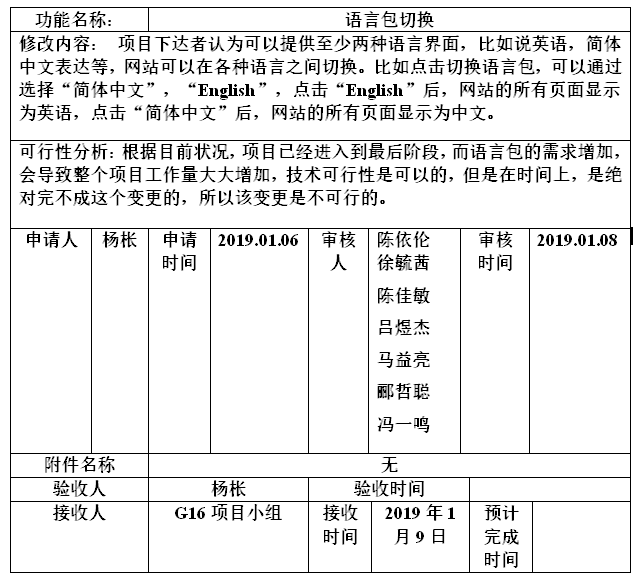 功能名称：
语言包切换
修改内容： 项目下达者认为可以提供至少两种语言界面，比如说英语，简体
中文表达等，网站可以在各种语言之间切换。比如点击切换语言包，可以通过
选择“简体中文”，“English”，点击“English”后，网站的所有页面显示
为英语，点击“简体中文”后，网站的所有页面显示为中文。
可行性分析：根据目前状况，项目已经进入到最后阶段，而语言包的需求增加，
会导致整个项目工作量大大增加，技术可行性是可以的，但是在时间上，是绝
对完不成这个变更的，所以该变更是不可行的。
申请人
杨枨
申请
时间
2019.01.06
审核
人
陈依伦
徐毓茜
陈佳敏
吕煜杰
马益亮
郦哲聪
冯一鸣
审核
时间
2019.01.08
附件名称
无
验收人
杨枨
验收时间
接收人
G16 项目小组
接收
时间
2019 年 1
月 9 日
预计
完成
时间